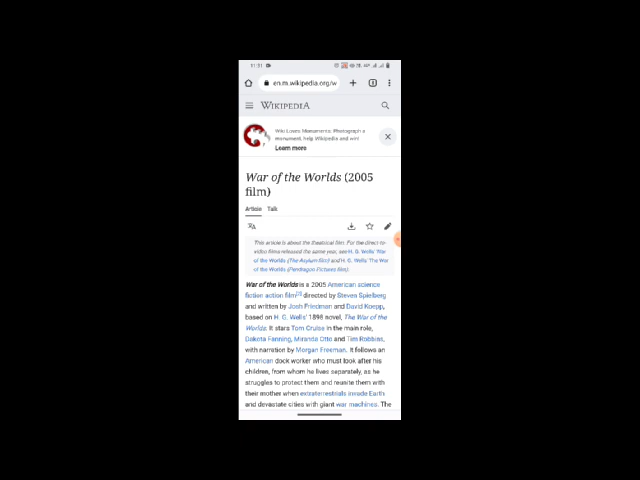 11:31
en.m.wikipedia.org/w
WIKIPEDIA
Wiki Loves Monuments: Photograph a
monument, help Wikipedia and win!
Learn more
War of the Worlds (2005
film)
Article Talk
This article is about the theatrical film. For the direct-to-
video films released the same year, see H. G. Wells' War
of the Worlds (The Asylum film) and H. G. Wells' The War
of the Worlds (Pendragon Pictures film).
War of the Worlds is a 2005 American science
fiction action film directed by Steven Spielberg
and written by Josh Friedman and David Koepp,
based on H. G. Wells' 1898 novel, The War of the
Worlds. It stars Tom Cruise in the main role,
Dakota Fanning, Miranda Otto and Tim Robbins,
with narration by Morgan Freeman. It follows an
American dock worker who must look after his
children, from whom he lives separately, as he
struggles to protect them and reunite them with
their mother when extraterrestrials invade Earth
and devastate cities with giant war machines. The